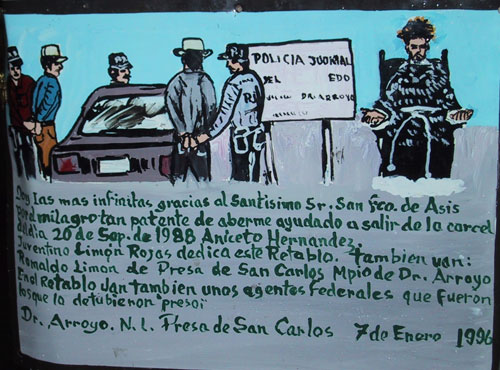 POLICIA JUDICIAL
DEL EDO
DR. ARROYO
Doy las mas infinitas gracias al Santisimo Sr. San Fco. de Asis
por el milagro tan patente de aberme ayudado a salir de la carcel
el dia 20 de Sep. de 1988 Aniceto Hernandez.
Juventino Limon Rojas dedica este Retablo. Tambien van:
Romaldo Limon de Presa de San Carlos Mpio de Dr. Arroyo
En el Retablo van tambien unos agentes Federales que fueron
los que lo detubieron "preso"
Dr. Arroyo. N. L. Presa de San Carlos 7 de Enero 1996